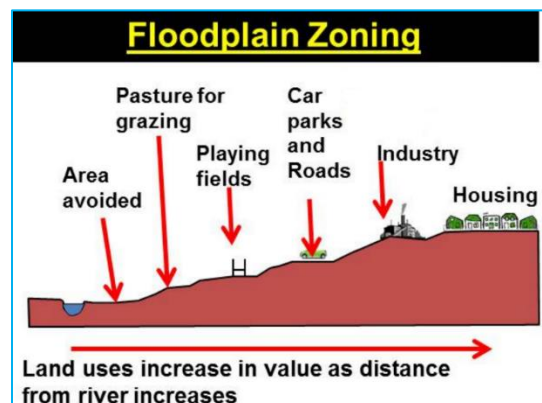 Floodplain Zoning
Pasture for
grazing
Car
parks
and
Roads
Playing
fields
Industry
Area
avoided
Housing
Land uses increase in value as distance
from river increases